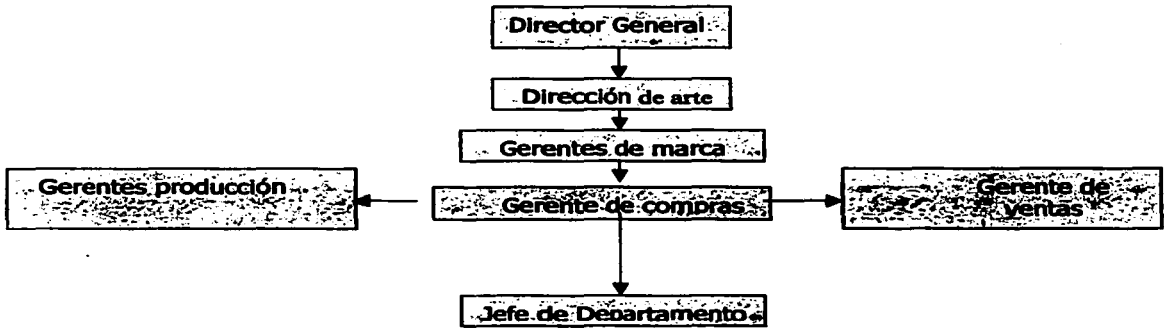 Director General
Dirección de arte
Gerentes de marca
Gerentes producción
Gerente de compras
Gerente de
ventas
Jefe de Departamento